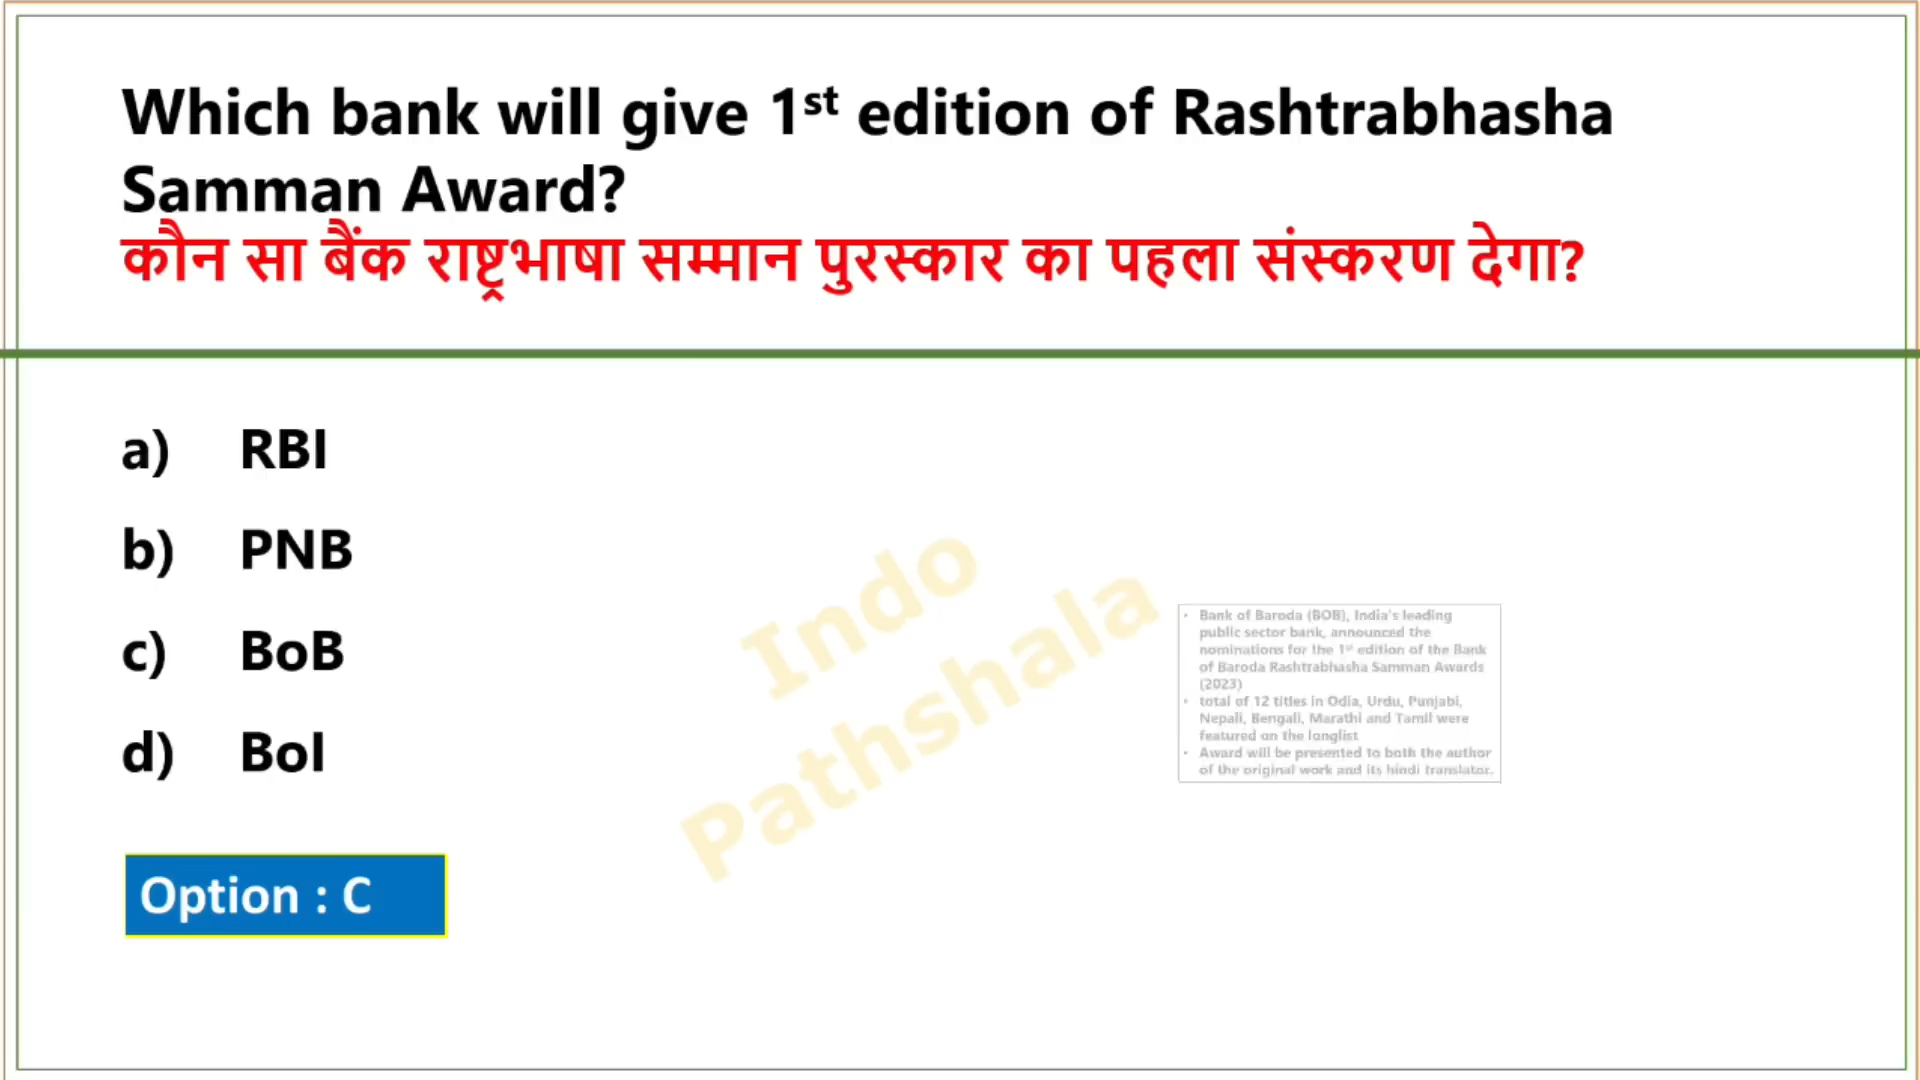 Which bank will give 1st edition of Rashtrabhasha
Samman Award?
कौन सा बैंक राष्ट्रभाषा सम्मान पुरस्कार का पहला संस्करण देगा?
a) RBI
b) PNB
c) BoB
d) BoI
Option : C
Indo
Pathshala
• Bank of Baroda (BOB), India's leading
public sector bank, announced the
nominations for the 1st edition of the Bank
of Baroda Rashtrabhasha Samman Awards
(2023)
• total of 12 titles in Odia, Urdu, Punjabi,
Nepali, Bengali, Marathi and Tamil were
featured on the longlist
• Award will be presented to both the author
of the original work and its hindi translator.